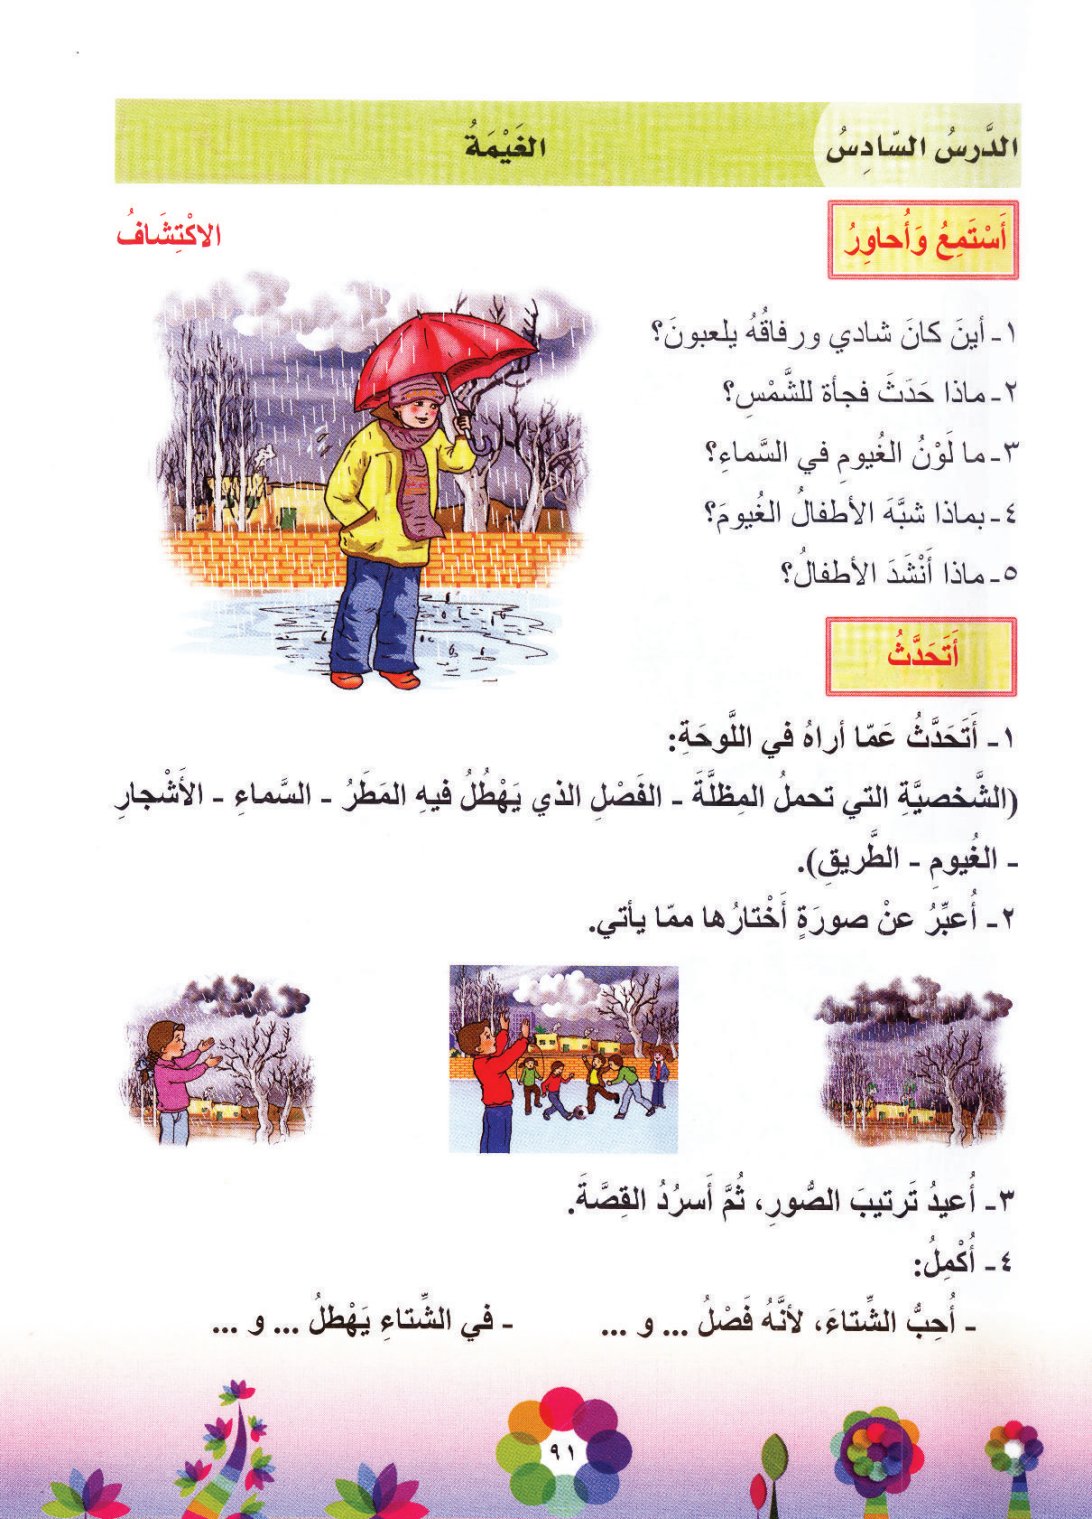 الدَّرسُ السّادِسُ
الغَيْمَةُ
أَسْتَمِعُ وَأُحاوِرُ
الاكْتِشَافُ
١- أينَ كانَ شادي ورفاقُهُ يلعبونَ؟
٢- ماذا حَدَثَ فجأة للشَّمْسِ؟
٣- ما لَوْنُ الغُيومِ في السَّماءِ؟
٤- بماذا شبَّهَ الأطفالُ الغُيومَ؟
٥- ماذا أَنْشَدَ الأطفالُ؟
أَتَحَدَّثُ
١- أَتَحَدَّثُ عَمّا أراهُ في اللَّوحَةِ:
(الشَّخصيَّةِ التي تحملُ المِظلَّةَ - الفَصْلِ الذي يَهْطُلُ فيهِ المَطَرُ - السَّماءِ - الأَشْجارِ
- الغُيومِ - الطَّريقِ).
٢- أُعبِّرُ عنْ صورَةٍ أَخْتارُها ممّا يأتي.
٣- أُعيدُ تَرتيبَ الصُّورِ، ثُمَّ أَسرُدُ القِصَّةَ.
٤- أُكْمِلُ:
- أُحِبُّ الشِّتاءَ، لأنَّهُ فَصْلُ ... و ...
- في الشِّتاءِ يَهْطلُ ... و ...
٩١